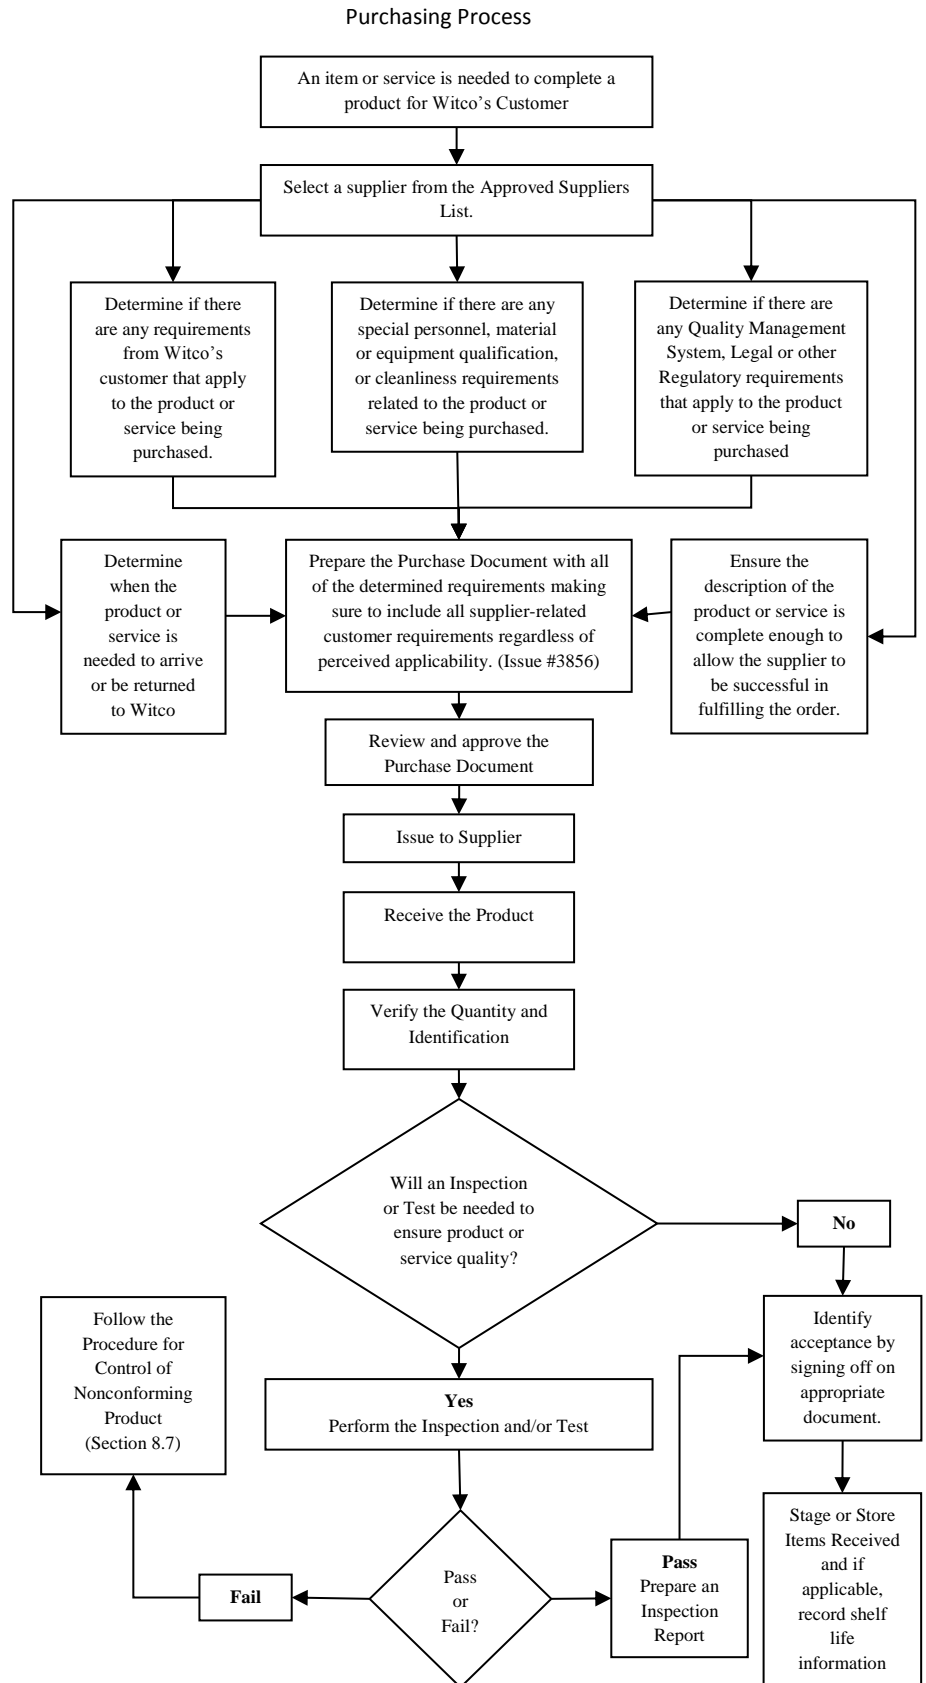 Purchasing Process
An item or service is needed to complete a
product for Witco's Customer
Select a supplier from the Approved Suppliers
List.
Determine if there
are any requirements
from Witco's
customer that apply
to the product or
service being
purchased.
Determine if there are any
special personnel, material
or equipment qualification,
or cleanliness requirements
related to the product or
service being purchased.
Determine if there are
any Quality Management
System, Legal or other
Regulatory requirements
that apply to the product
or service being
purchased
Determine
when the
product or
service is
needed to arrive
or be returned
to Witco
Prepare the Purchase Document with all
of the determined requirements making
sure to include all supplier-related
customer requirements regardless of
perceived applicability. (Issue #3856)
Ensure the
description of the
product or service is
complete enough to
allow the supplier to
be successful in
fulfilling the order.
Review and approve the
Purchase Document
Issue to Supplier
Receive the Product
Verify the Quantity and
Identification
Will an Inspection
or Test be needed to
ensure product or
service quality?
No
Identify
acceptance by
signing off on
appropriate
document.
Follow the
Procedure for
Control of
Nonconforming
Product
(Section 8.7)
Yes
Perform the Inspection and/or Test
Pass
or
Fail?
Fail
Pass
Prepare an
Inspection
Report
Stage or Store
Items Received
and if
applicable,
record shelf
life
information